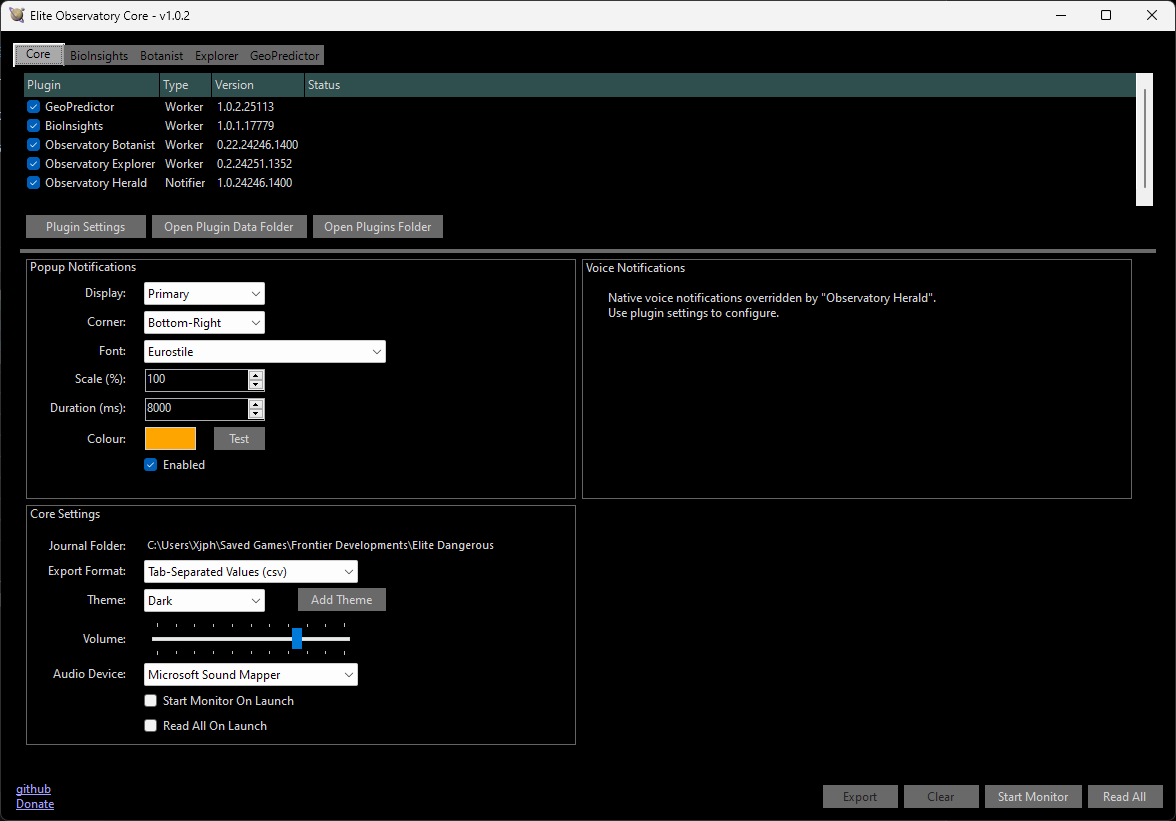 Elite Observatory Core - v1.0.2
Core BioInsights Botanist Explorer GeoPredictor
Plugin Type Version Status
GeoPredictor Worker 1.0.2.25113
BioInsights Worker 1.0.1.17779
Observatory Botanist Worker 0.22.24246.1400
Observatory Explorer Worker 0.2.24251.1352
Observatory Herald Notifier 1.0.24246.1400
Plugin Settings Open Plugin Data Folder Open Plugins Folder
Popup Notifications
Display: Primary
Corner: Bottom-Right
Font: Eurostile
Scale (%): 100
Duration (ms): 8000
Colour: Test
Enabled
Voice Notifications
Native voice notifications overridden by "Observatory Herald".
Use plugin settings to configure.
Core Settings
Journal Folder: C:\Users\Xjph\Saved Games\Frontier Developments\Elite Dangerous
Export Format: Tab-Separated Values (csv)
Theme: Dark Add Theme
Volume:
Audio Device: Microsoft Sound Mapper
Start Monitor On Launch
Read All On Launch
github
Donate
Export Clear Start Monitor Read All